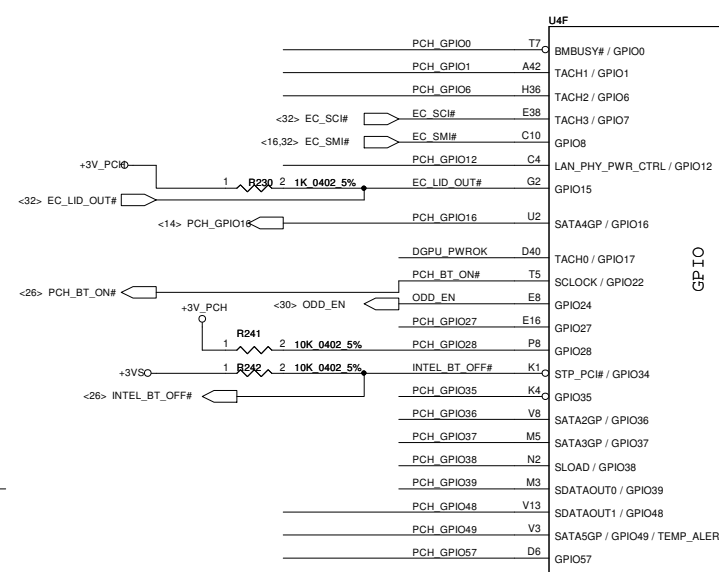 U4F
PCH_GPIO0 T7 BMBUSY# / GPIO0
PCH_GPIO1 A42 TACH1 / GPIO1
PCH_GPIO6 H36 TACH2 / GPIO6
<32> EC_SCI# EC_SCI# E38 TACH3 / GPIO7
<16,32> EC_SMI# EC_SMI# C10 GPIO8
+3V_PCH PCH_GPIO12 C4 LAN_PHY_PWR_CTRL / GPIO12
1 R230 2 1K_0402_5% EC_LID_OUT# G2 GPIO15
<32> EC_LID_OUT#
<14> PCH_GPIO16 PCH_GPIO16 U2 SATA4GP / GPIO16
DGPU_PWROK D40 TACH0 / GPIO17
GPIO
PCH_BT_ON# T5 SCLOCK / GPIO22
<26> PCH_BT_ON#
+3V_PCH <30> ODD_EN ODD_EN E8 GPIO24
PCH_GPIO27 E16 GPIO27
R241
1 2 10K_0402_5% PCH_GPIO28 P8 GPIO28
+3VS 1 R242 2 10K_0402_5% INTEL_BT_OFF# K1 STP_PCI# / GPIO34
<26> INTEL_BT_OFF# PCH_GPIO35 K4 GPIO35
PCH_GPIO36 V8 SATA2GP / GPIO36
PCH_GPIO37 M5 SATA3GP / GPIO37
PCH_GPIO38 N2 SLOAD / GPIO38
PCH_GPIO39 M3 SDATAOUT0 / GPIO39
PCH_GPIO48 V13 SDATAOUT1 / GPIO48
PCH_GPIO49 V3 SATA5GP / GPIO49 / TEMP_ALER
PCH_GPIO57 D6 GPIO57